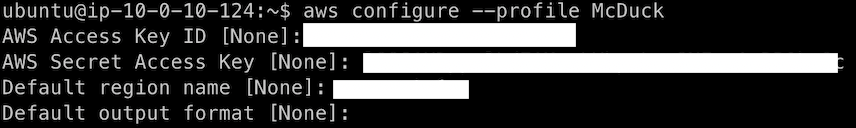 ubuntu@ip-10-0-10-124:~$ aws configure --profile McDuck
AWS Access Key ID [None]:
AWS Secret Access Key [None]: c
Default region name [None]:
Default output format [None]: